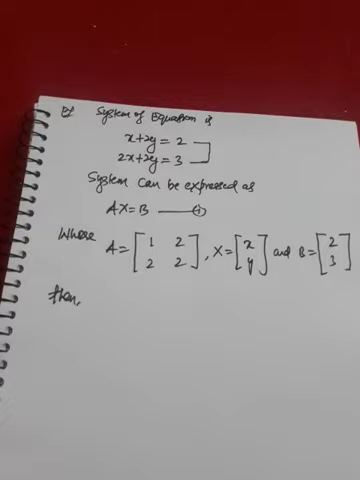 System of Equation is
x+2y = 2
2x+2y = 3
System can be expressed as
AX=B —(i)
Where A = [1 2; 2 2], X = [x; y] and B = [2; 3]
then,